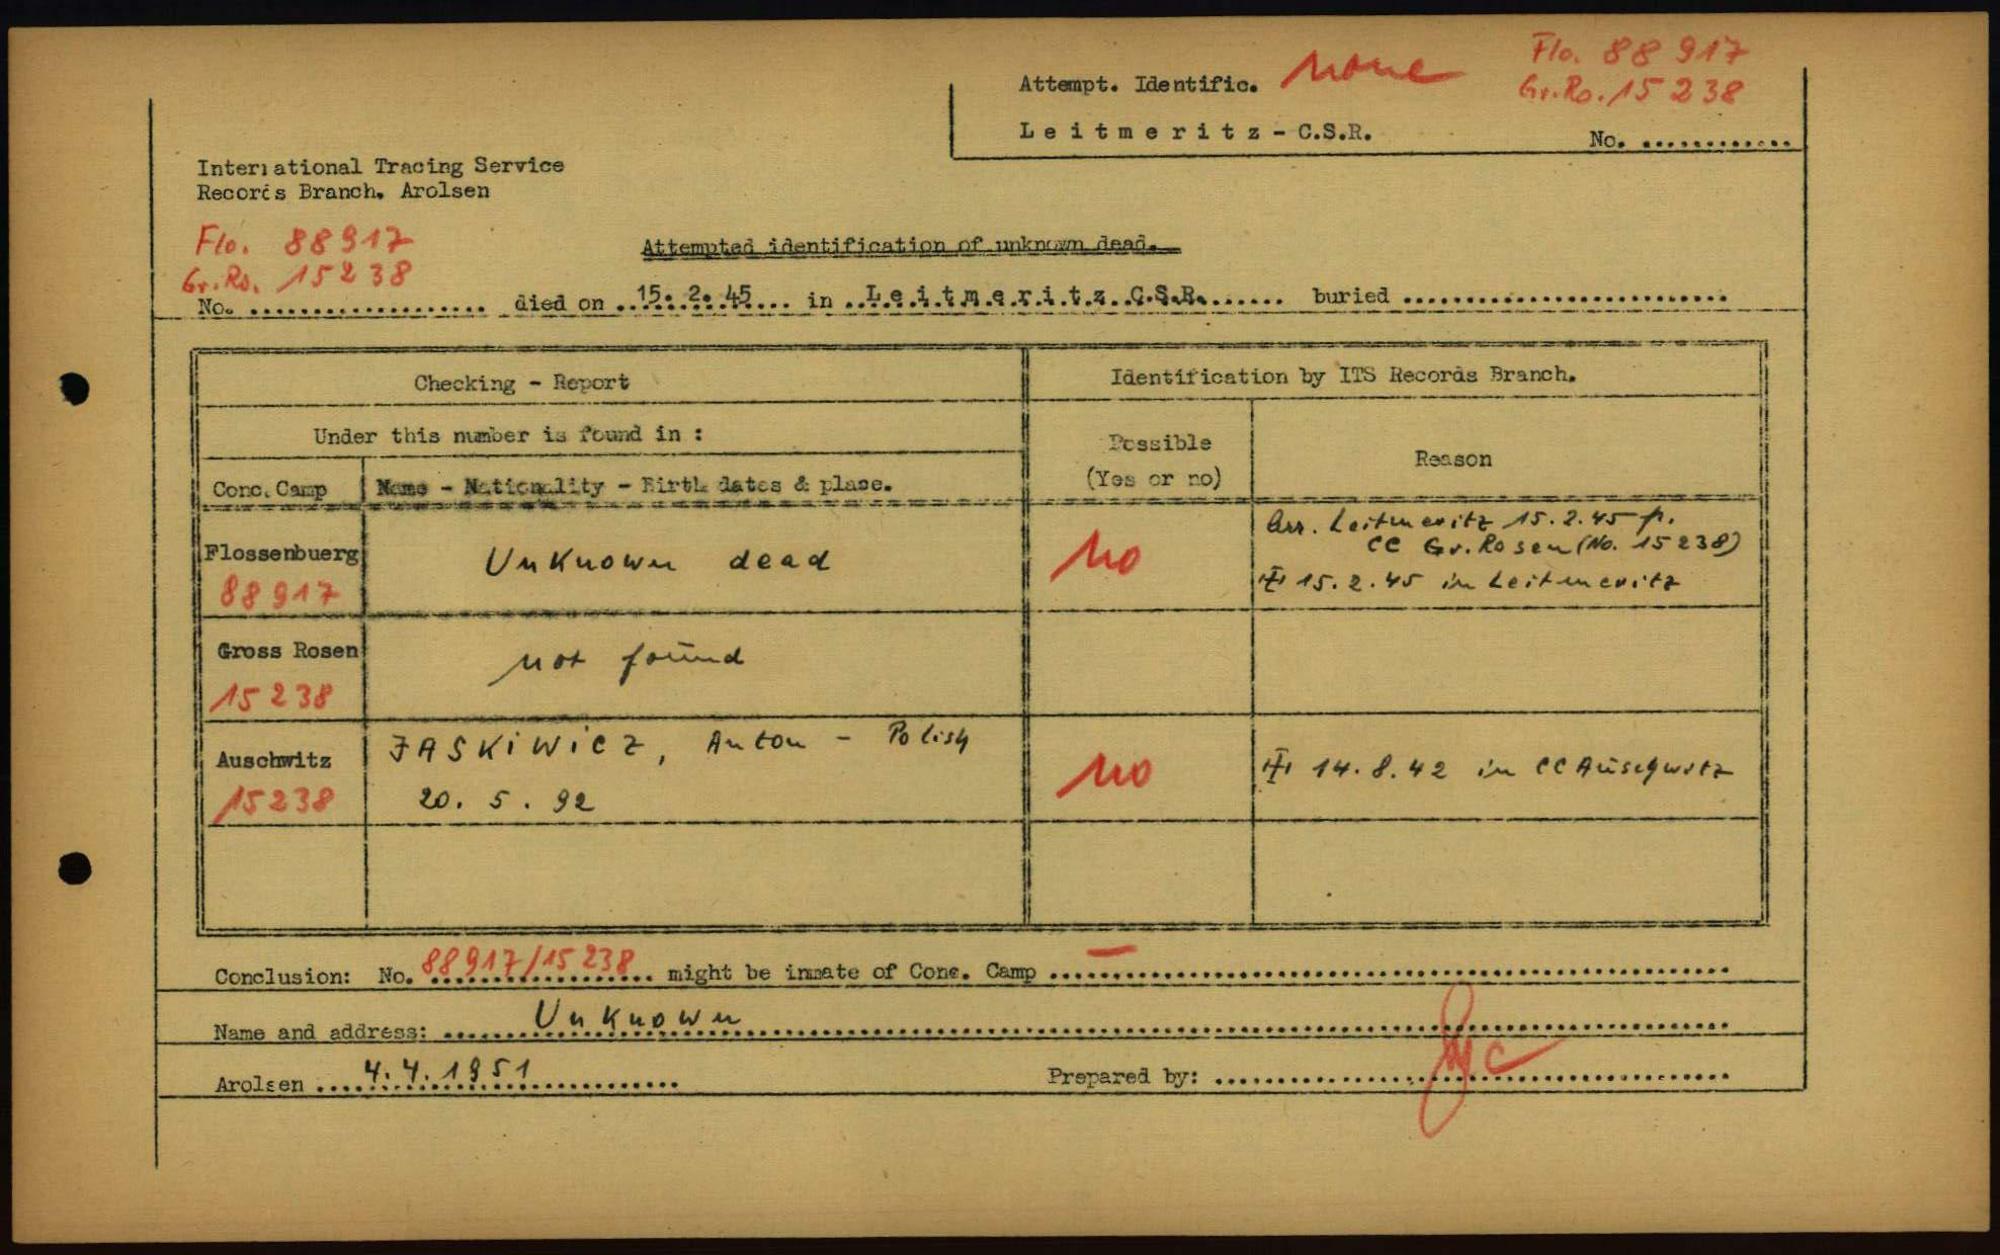 Attempt. Identific. none Flo. 88 917
Gr.Ro. 15 238
Leitmeritz - C.S.R. No. ............
International Tracing Service
Records Branch. Arolsen
Flo. 88917
Gr.Ro. 15238
Attempted identification of unknown dead.
No. .................. died on 15. 2. 45 in Leitmeritz C.S.R. buried ...........................
Checking - Report
Identification by ITS Records Branch.
Under this number is found in :
Possible
(Yes or no)
Reason
Conc. Camp Name - Nationality - Birth dates & place.
Flossenbuerg
88917
Unknown dead
no
Arr. Leitmeritz 15.2.45 fr.
CC Gr. Rosen (No. 15238)
15.2.45 in Leitmeritz
Gross Rosen
15238
not found
Auschwitz
15238
JASKiWiCZ, Anton - Polish
20. 5. 92
no
14.8.42 in CC Auschwitz
Conclusion: No. 88917/15238 might be inmate of Conc. Camp —
Name and address: Unknown
Arolsen 4.4.1951 Prepared by: